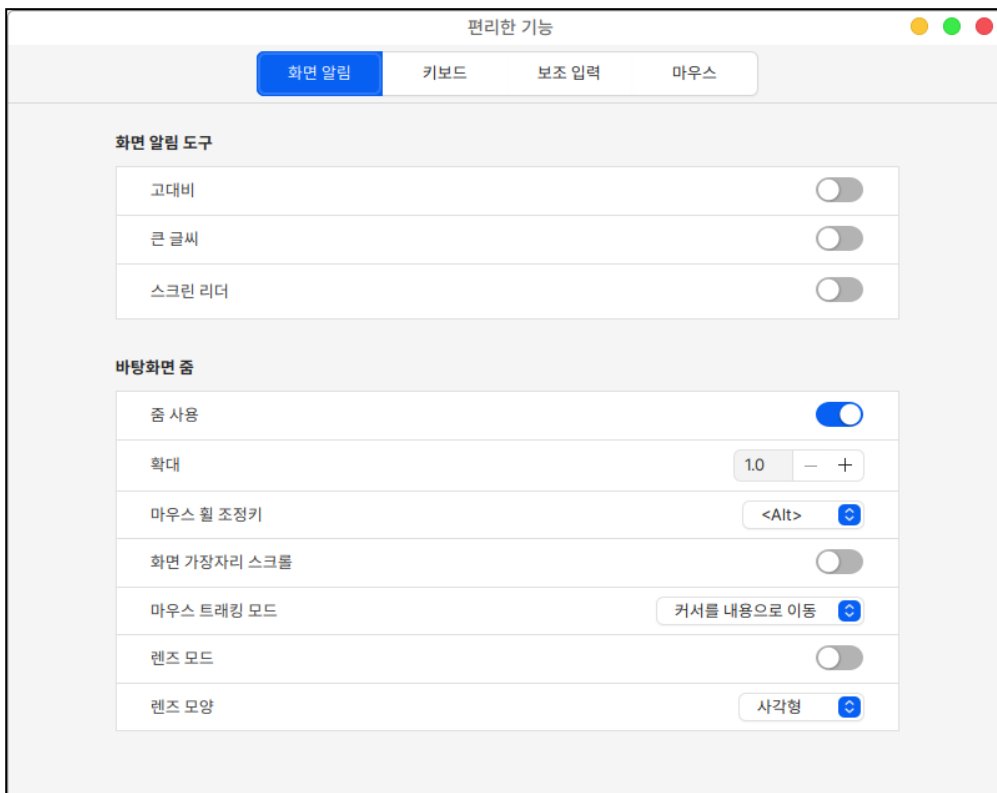 편리한 기능
화면 알림 키보드 보조 입력 마우스
화면 알림 도구
고대비
큰 글씨
스크린 리더
바탕화면 줌
줌 사용
확대 1.0 － ＋
마우스 휠 조정키 <Alt>
화면 가장자리 스크롤
마우스 트래킹 모드 커서를 내용으로 이동
렌즈 모드
렌즈 모양 사각형